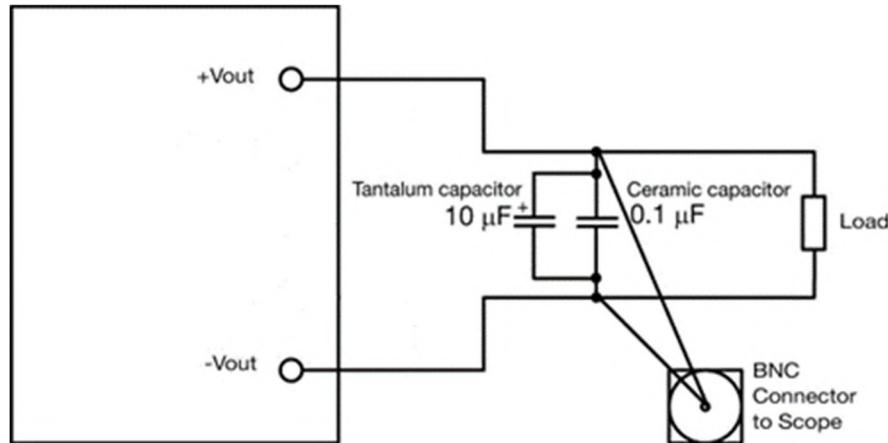 +Vout
Tantalum capacitor
10 μF
+
Ceramic capacitor
0.1 μF
Load
-Vout
BNC
Connector
to Scope